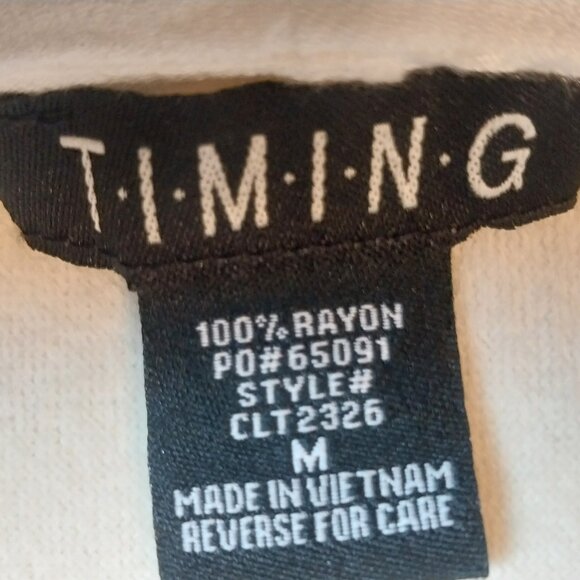 T·I·M·I·N·G
100% RAYON
PO#65091
STYLE#
CLT2326
M
MADE IN VIETNAM
REVERSE FOR CARE